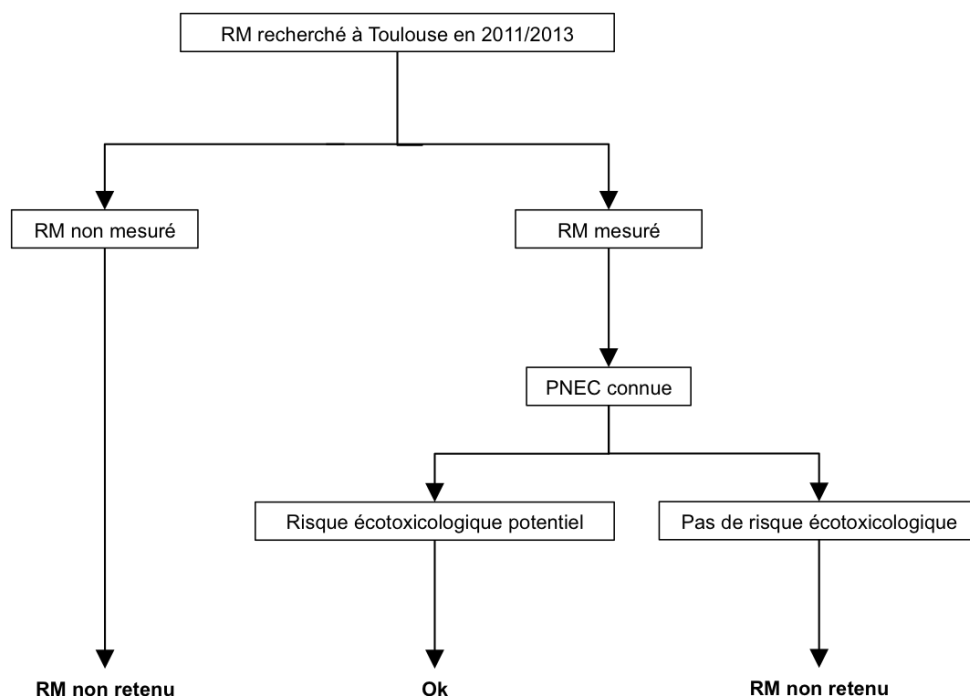 RM recherché à Toulouse en 2011/2013
RM non mesuré
RM mesuré
PNEC connue
Risque écotoxicologique potentiel
Pas de risque écotoxicologique
RM non retenu
Ok
RM non retenu